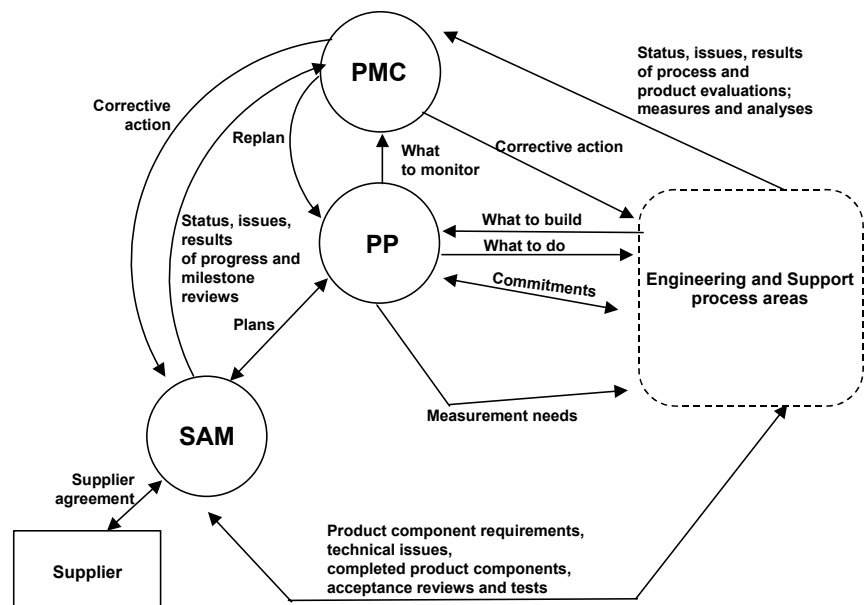 PMC
Status, issues, results
of process and
product evaluations;
measures and analyses
Corrective
action
Replan
What
to monitor
Corrective action
Status, issues,
results
of progress and
milestone
reviews
PP
What to build
What to do
Commitments
Engineering and Support
process areas
Plans
Measurement needs
SAM
Supplier
agreement
Supplier
Product component requirements,
technical issues,
completed product components,
acceptance reviews and tests